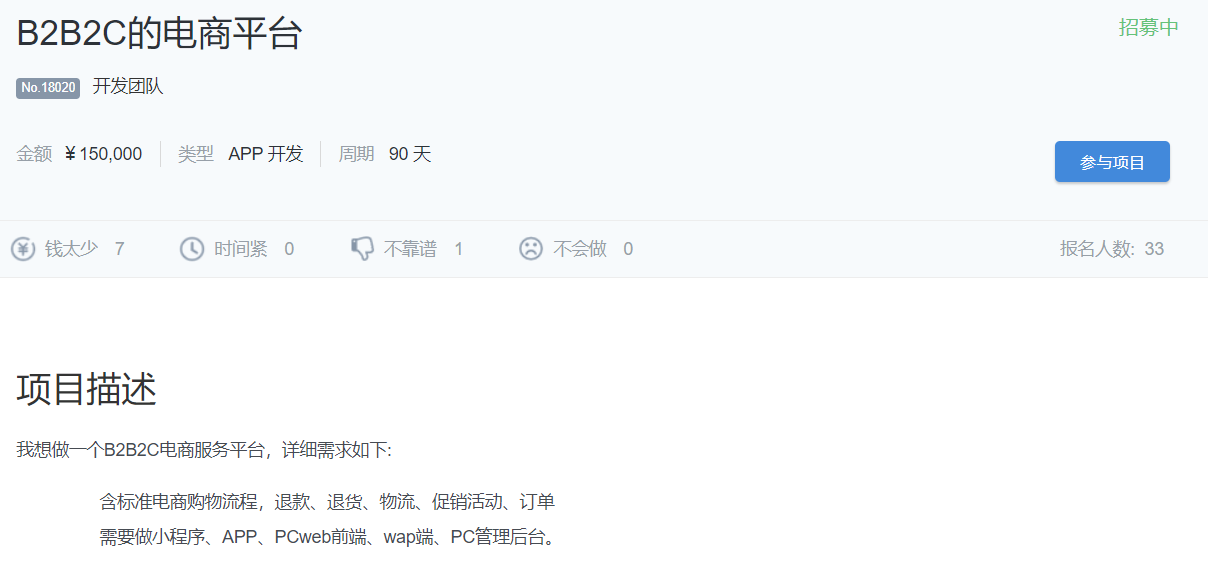 B2B2C的电商平台
招募中
No.18020 开发团队
金额 ¥150,000 类型 APP 开发 周期 90 天
参与项目
钱太少 7 时间紧 0 不靠谱 1 不会做 0 报名人数: 33
项目描述
我想做一个B2B2C电商服务平台，详细需求如下:
含标准电商购物流程，退款、退货、物流、促销活动、订单
需要做小程序、APP、PCweb前端、wap端、PC管理后台。